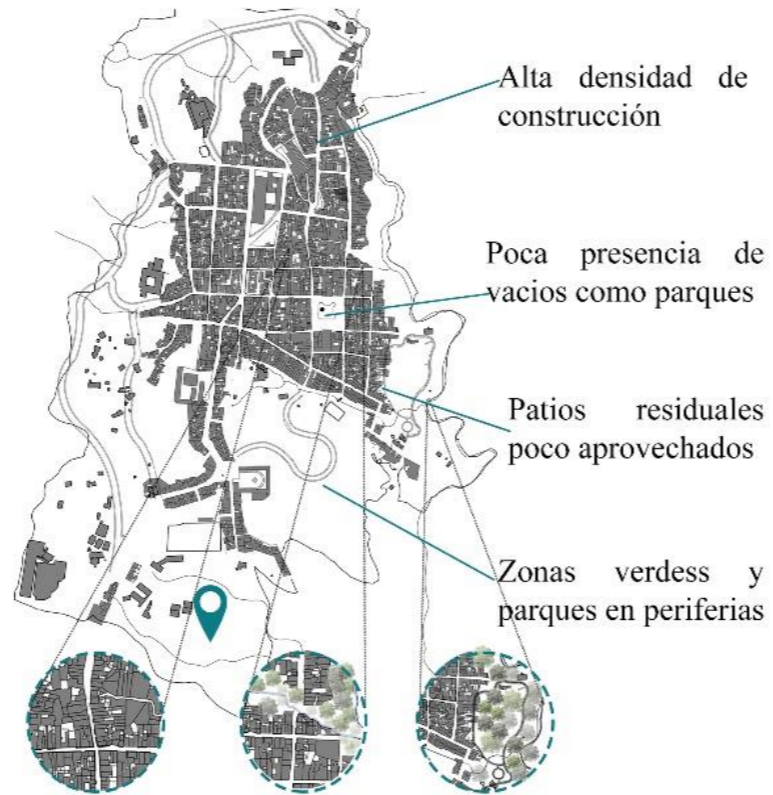 Alta densidad de
construcción
Poca presencia de
vacios como parques
Patios residuales
poco aprovechados
Zonas verdess y
parques en periferias